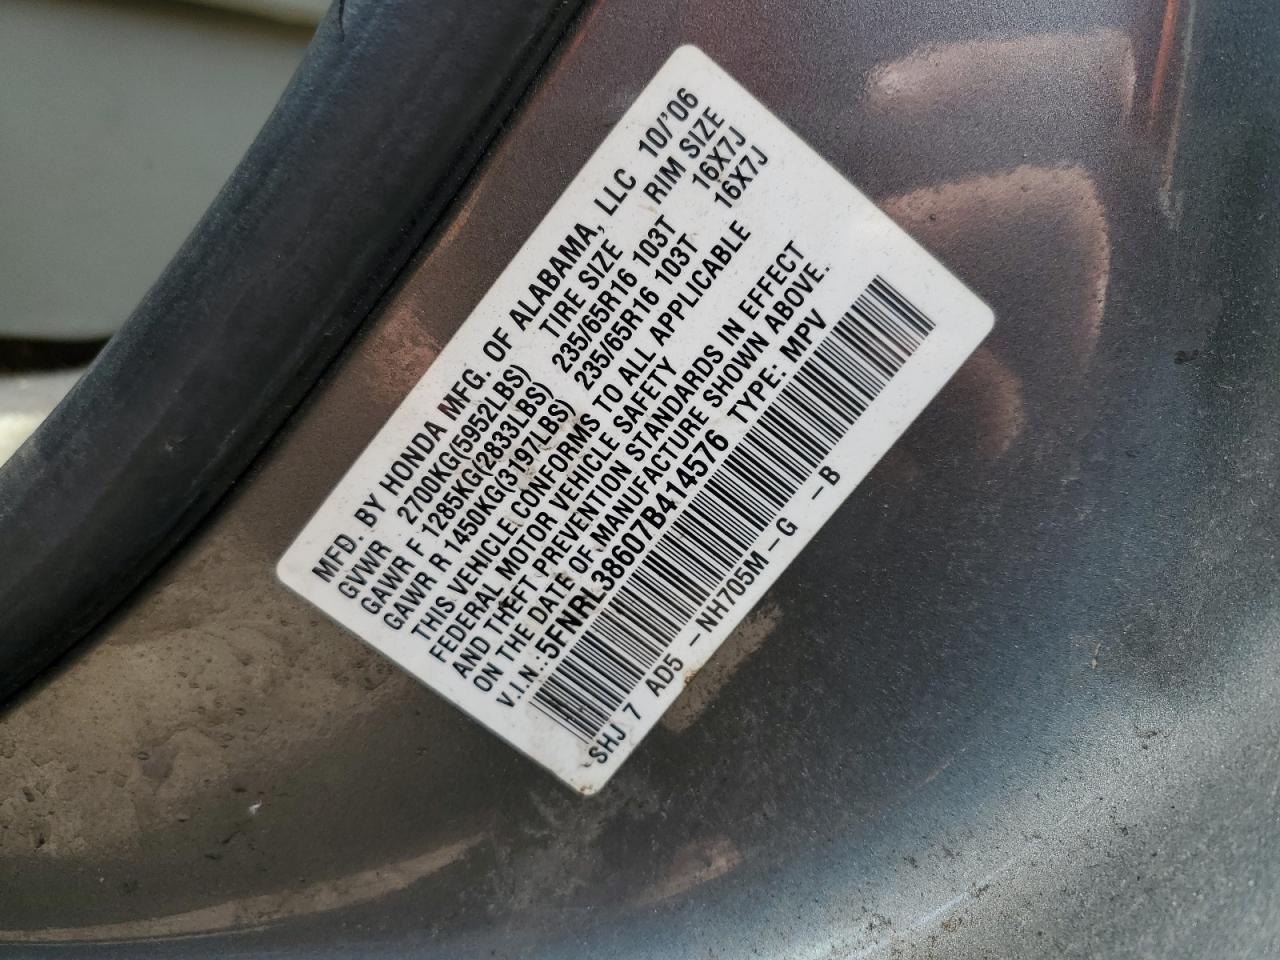 MFD. BY HONDA MFG. OF ALABAMA, LLC 10/'06
GVWR 2700KG(5952LBS) TIRE SIZE RIM SIZE
GAWR F 1285KG(2833LBS) 235/65R16 103T 16X7J
GAWR R 1450KG(3197LBS) 235/65R16 103T 16X7J
THIS VEHICLE CONFORMS TO ALL APPLICABLE
FEDERAL MOTOR VEHICLE SAFETY
AND THEFT PREVENTION STANDARDS IN EFFECT
ON THE DATE OF MANUFACTURE SHOWN ABOVE.
V.I.N.:5FNRL38607B414576 TYPE: MPV
SHJ 7 AD5 -NH705M-G -B